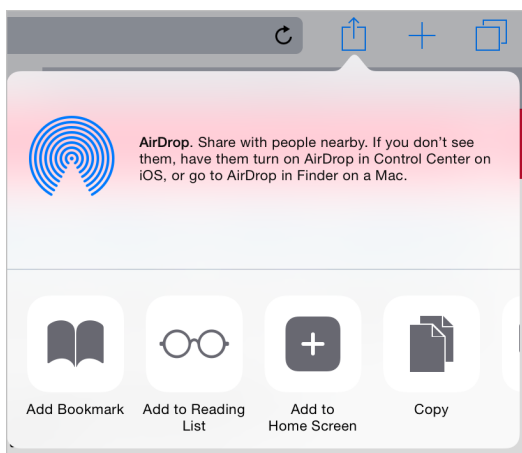 AirDrop. Share with people nearby. If you don’t see
them, have them turn on AirDrop in Control Center on
iOS, or go to AirDrop in Finder on a Mac.
Add Bookmark
Add to Reading
List
Add to
Home Screen
Copy